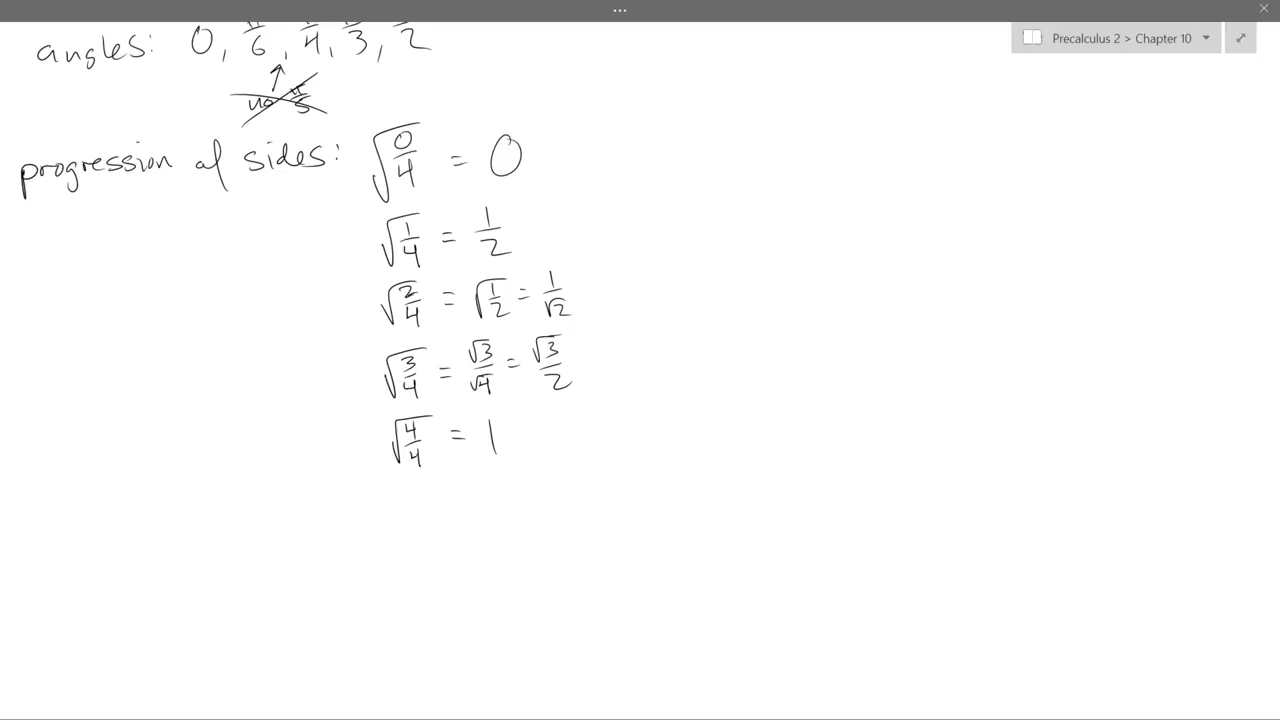 Precalculus 2 > Chapter 10
angles: 0, π/6, π/4, π/3, π/2
no π/5
progression of sides: √(0/4) = 0
√(1/4) = 1/2
√(2/4) = √(1/2) = 1/√2
√(3/4) = √3/√4 = √3/2
√(4/4) = 1